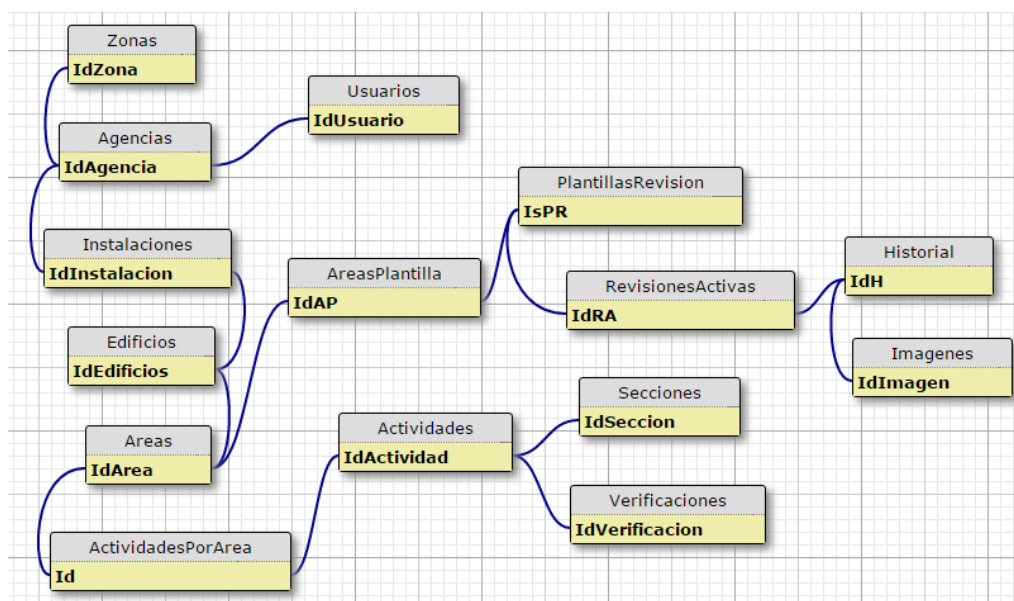 Zonas
IdZona
Usuarios
IdUsuario
Agencias
IdAgencia
PlantillasRevision
IsPR
Instalaciones
IdInstalacion
AreasPlantilla
IdAP
RevisionesActivas
IdRA
Historial
IdH
Edificios
IdEdificios
Imagenes
IdImagen
Secciones
IdSeccion
Actividades
IdActividad
Areas
IdArea
Verificaciones
IdVerificacion
ActividadesPorArea
Id